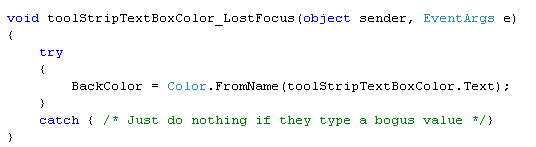 void toolStripTextBoxColor_LostFocus(object sender, EventArgs e)
{
    try
    {
        BackColor = Color.FromName(toolStripTextBoxColor.Text);
    }
    catch { /* Just do nothing if they type a bogus value */}
}